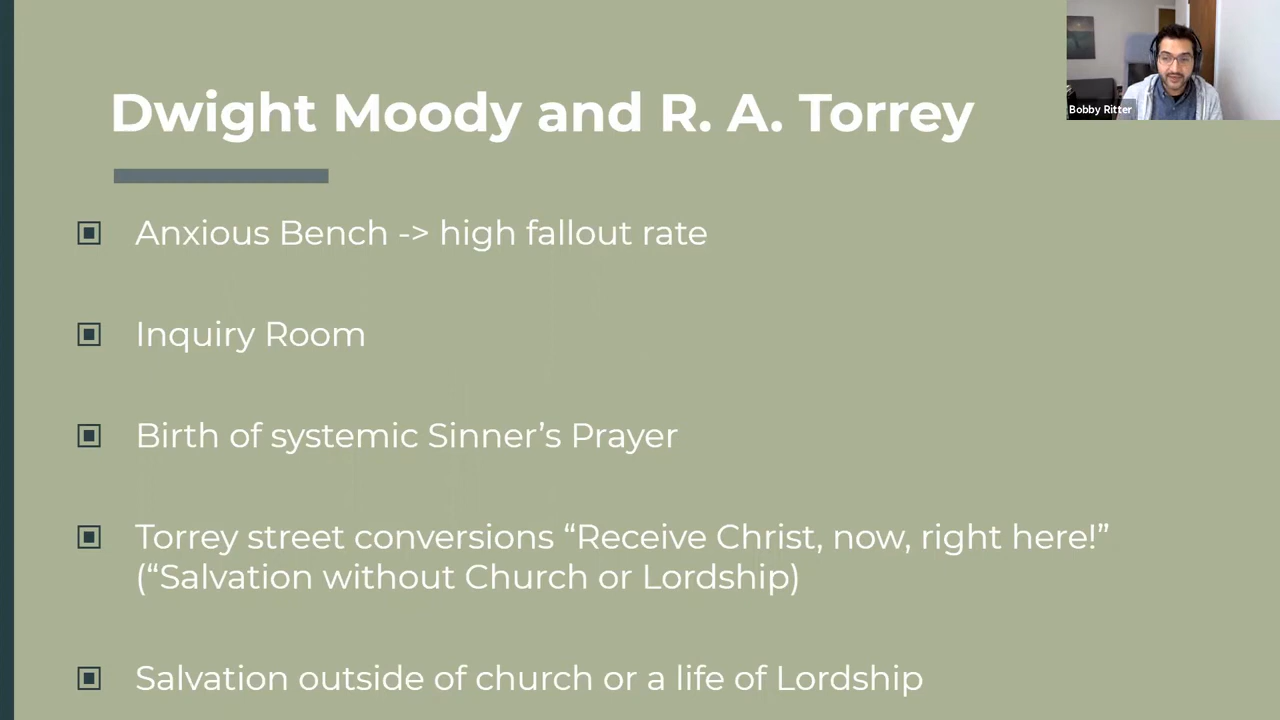 Dwight Moody and R. A. Torrey
Bobby Ritter
Anxious Bench -> high fallout rate
Inquiry Room
Birth of systemic Sinner’s Prayer
Torrey street conversions “Receive Christ, now, right here!”
(“Salvation without Church or Lordship)
Salvation outside of church or a life of Lordship